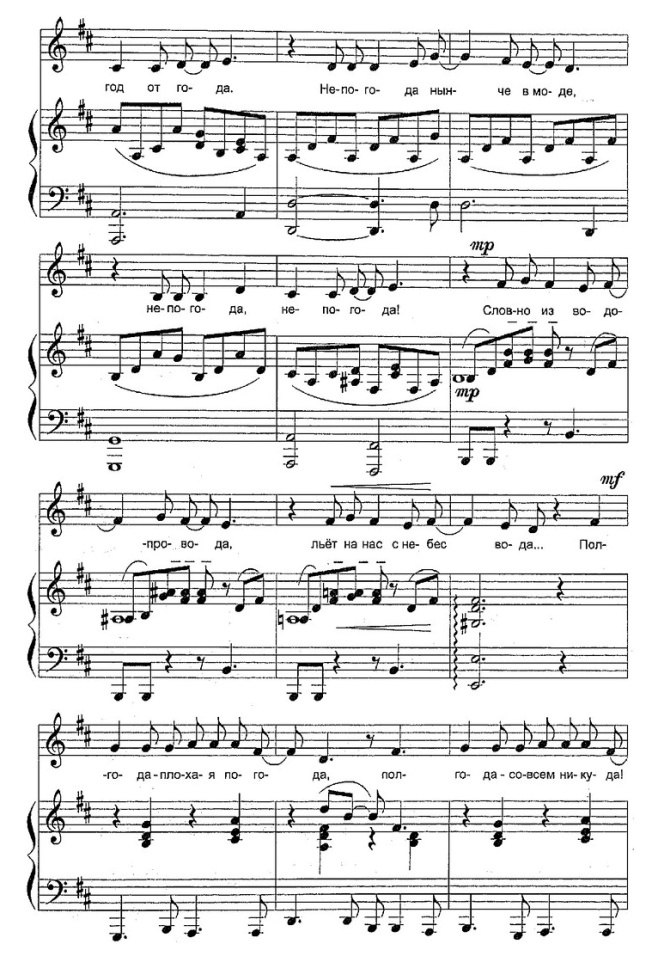 год от го-да. Не-по-го-да нын-че в мо-де,
mp
не-по-го-да, не-по-го-да! Слов-но из во-до-
mp
mf
-про-во-да, льёт на нас с не-бес во-да... Пол-
-го-да-пло-ха-я по-го-да, пол-го-да-со-всем ни-ку-да!